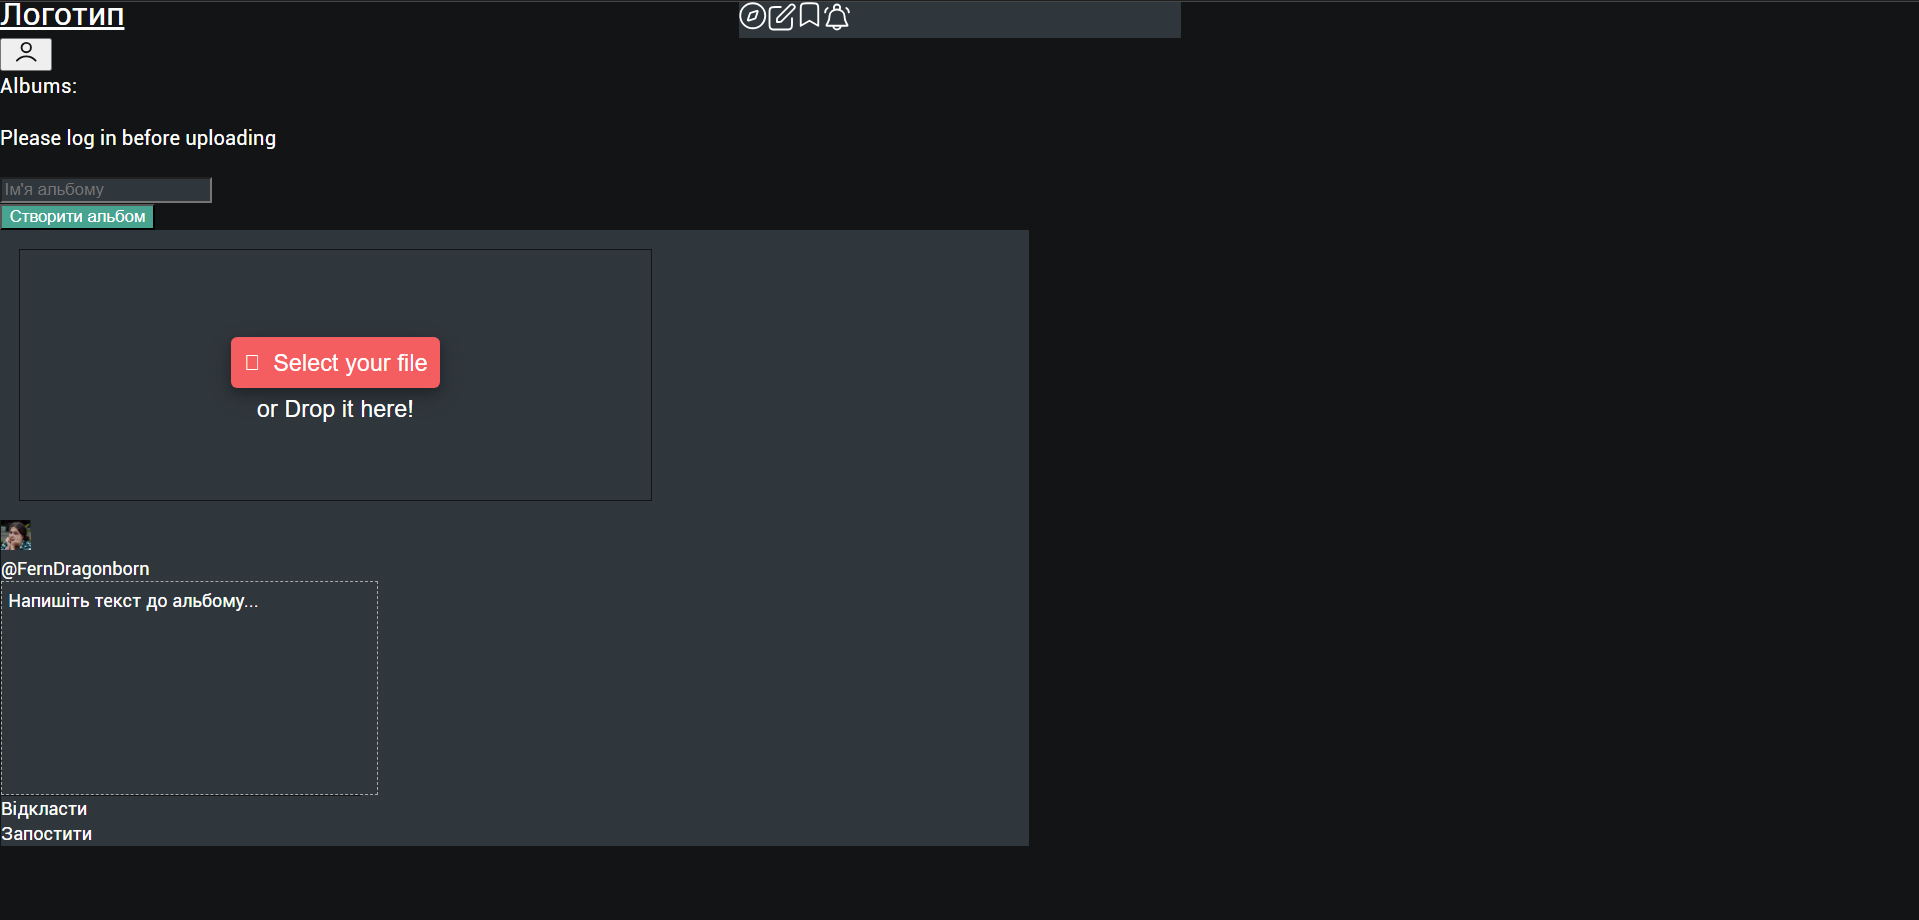 Логотип
Albums:
Please log in before uploading
Ім'я альбому
Створити альбом
Select your file
or Drop it here!
@FernDragonborn
Напишіть текст до альбому...
Відкласти
Запостити